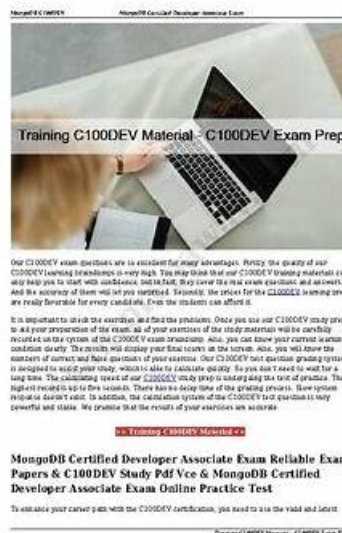 MongoDB C100DEV MongoDB Certified Developer Associate Exam
Training C100DEV Material - C100DEV Exam Prep
Our C100DEV exam questions are so excellent for many advantages. Firstly, the quality of our
C100DEV learning braindumps is very high. You may think that our C100DEV training materials can
only help you to start with confidence, but in fact, they cover the real exam questions and answers.
And the accuracy of them will let you surprised. Secondly, the prices for the C100DEV learning prep
are really favorable for every candidate. Even the students can afford it.
It is important to check the exercises and find the problems. Once you use our C100DEV study prep
to aid your preparation of the exam, all of your exercises of the study materials will be carefully
recorded on the system of the C100DEV exam braindump. Also, you can know your current learning
condition clearly. The results will display your final scores on the screen. Also, you will know the
numbers of correct and false questions of your exercise. Our C100DEV test question grading system
is designed to assist your study, which is able to calculate quickly. So you don't need to wait for a
long time. The calculating speed of our C100DEV study prep is undergoing the test of practice. The
highest record is up to five seconds. There has no delay time of the grading process. Slow system
response doesn't exist. In addition, the calculation system of the C100DEV test question is very
powerful and stable. We promise that the results of your exercises are accurate.
>> Training C100DEV Material <<
MongoDB Certified Developer Associate Exam Reliable Exam
Papers & C100DEV Study Pdf Vce & MongoDB Certified
Developer Associate Exam Online Practice Test
To enhance your career path with the C100DEV certification, you need to use the valid and latest